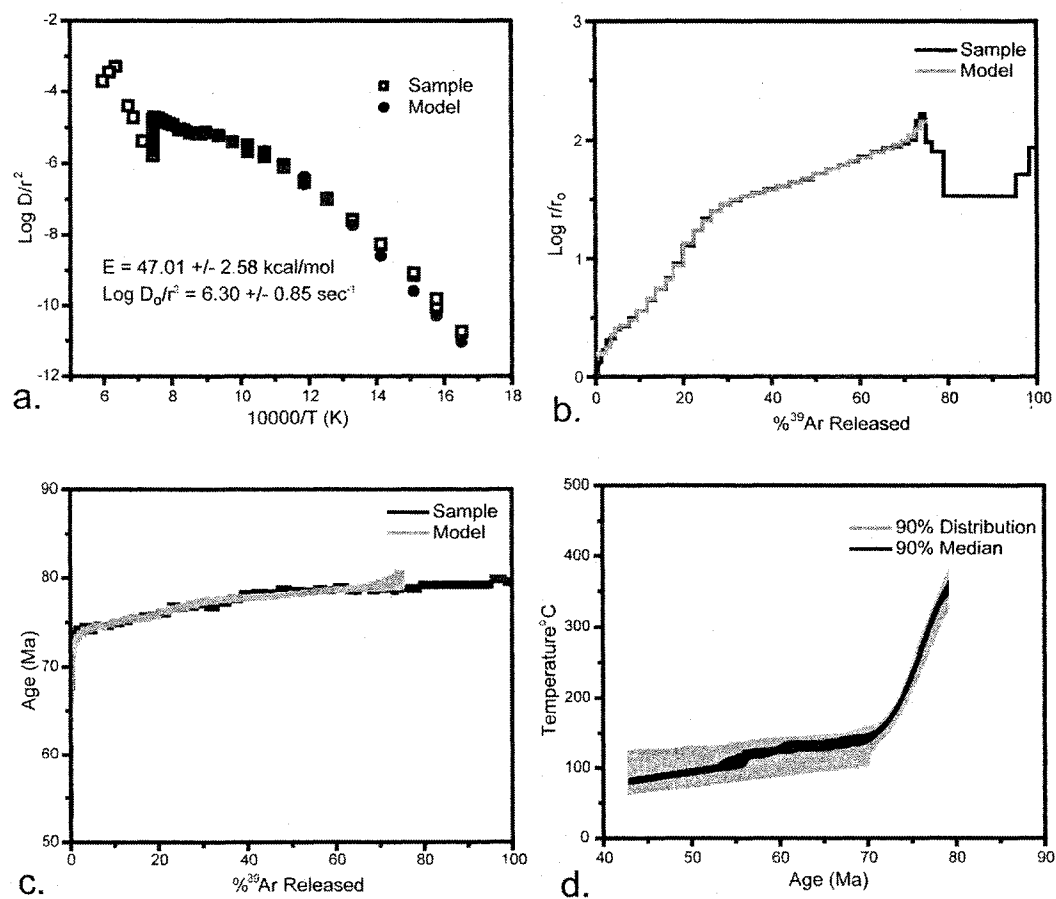 -2
-4
-6
-8
-10
-12
Log D/r²
Sample
Model
E = 47.01 +/- 2.58 kcal/mol
Log Dₒ/r² = 6.30 +/- 0.85 sec⁻¹
6 8 10 12 14 16 18
10000/T (K)
a.
3
2
1
0
Log r/rₒ
Sample
Model
0 20 40 60 80 100
%³⁹Ar Released
b.
90
80
70
60
50
Age (Ma)
Sample
Model
0 20 40 60 80 100
%³⁹Ar Released
c.
500
400
300
200
100
0
Temperature°C
90% Distribution
90% Median
40 50 60 70 80 90
Age (Ma)
d.